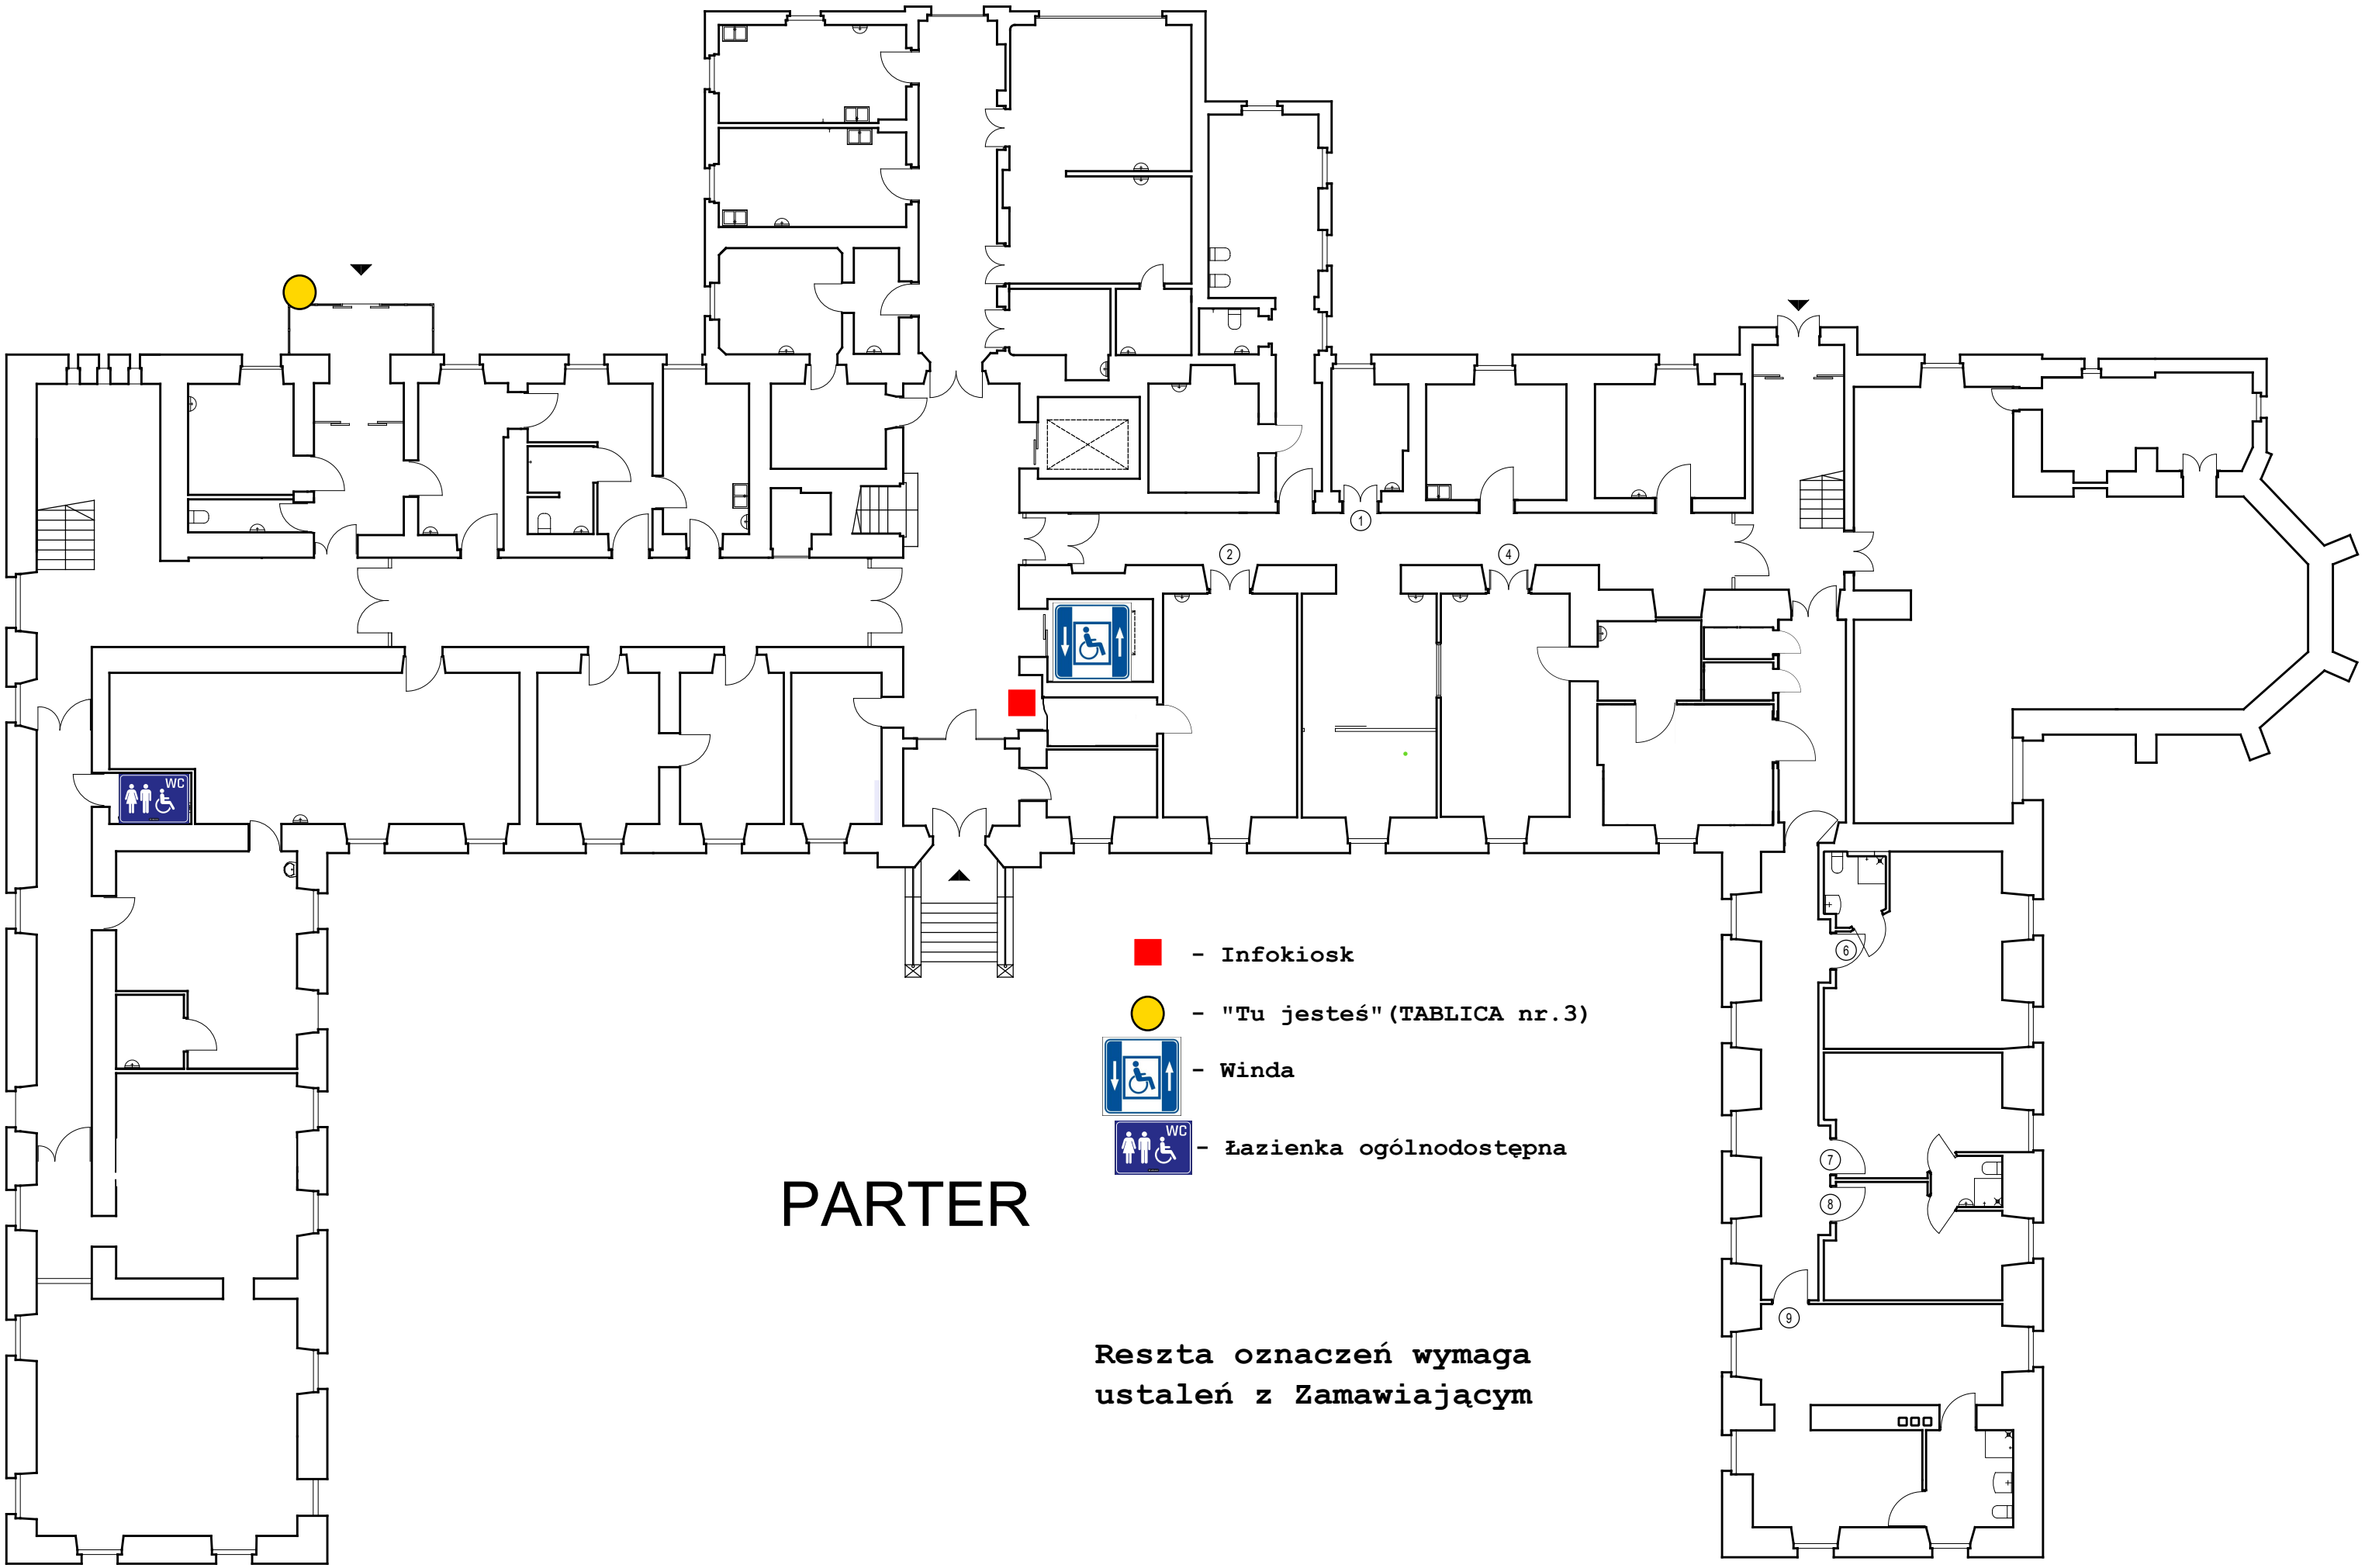 1
2
4
WC
WC
6
- Infokiosk
- "Tu jesteś"(TABLICA nr.3)
- Winda
WC
- Łazienka ogólnodostępna
7
8
PARTER
9
Reszta oznaczeń wymaga
ustaleń z Zamawiającym